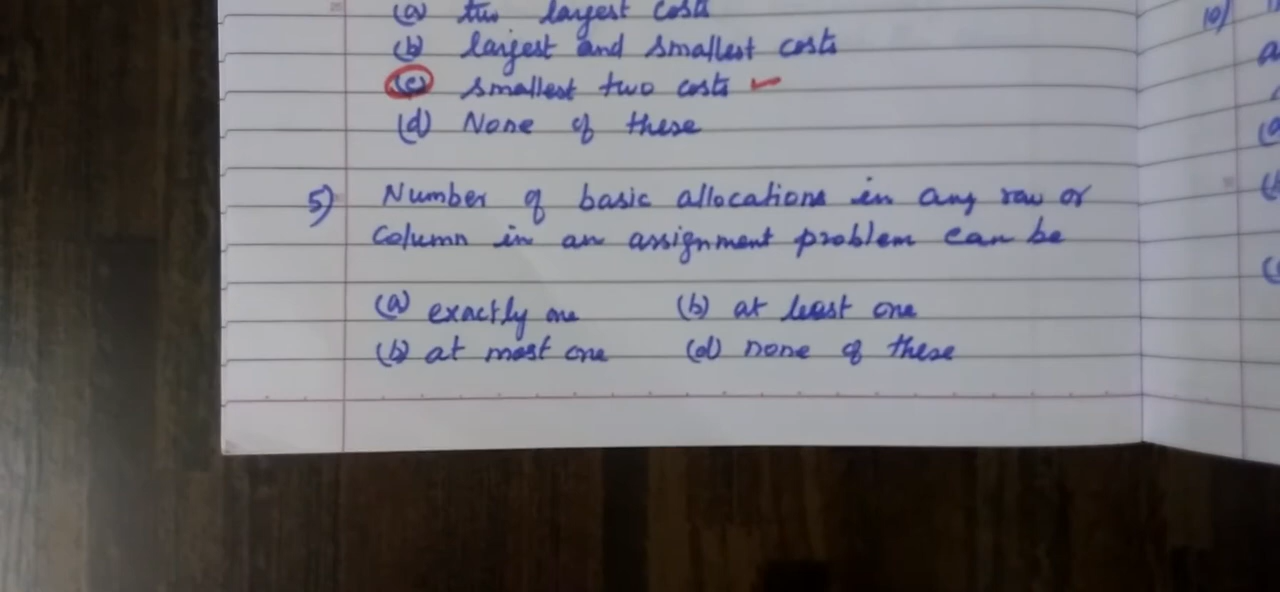 (a) two largest costs
(b) largest and smallest costs
(c) smallest two costs
(d) None of these
5) Number of basic allocations in any row or
column in an assignment problem can be
(a) exactly one (b) at least one
(b) at most one (d) none of these
10)